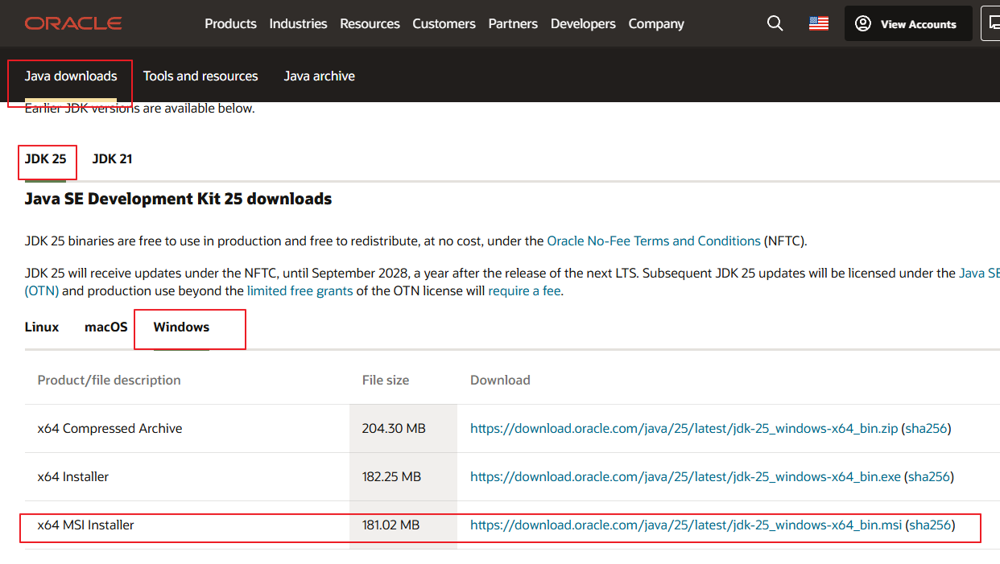 ORACLE Products Industries Resources Customers Partners Developers Company View Accounts
Java downloads Tools and resources Java archive
Earlier JDK versions are available below.
JDK 25 JDK 21
Java SE Development Kit 25 downloads
JDK 25 binaries are free to use in production and free to redistribute, at no cost, under the Oracle No-Fee Terms and Conditions (NFTC).
JDK 25 will receive updates under the NFTC, until September 2028, a year after the release of the next LTS. Subsequent JDK 25 updates will be licensed under the Java SE
(OTN) and production use beyond the limited free grants of the OTN license will require a fee.
Linux macOS Windows
Product/file description File size Download
x64 Compressed Archive 204.30 MB https://download.oracle.com/java/25/latest/jdk-25_windows-x64_bin.zip (sha256)
x64 Installer 182.25 MB https://download.oracle.com/java/25/latest/jdk-25_windows-x64_bin.exe (sha256)
x64 MSI Installer 181.02 MB https://download.oracle.com/java/25/latest/jdk-25_windows-x64_bin.msi (sha256)